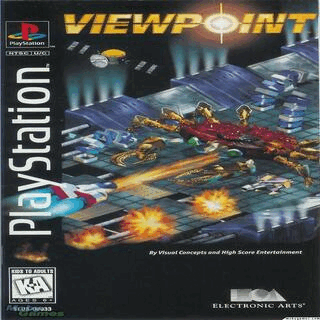 VIEWPOINT
PlayStation
NTSC U/C
PlayStation
By Visual Concepts and High Score Entertainment
KIDS TO ADULTS
K-A
AGES 6+
ELECTRONIC ARTS®